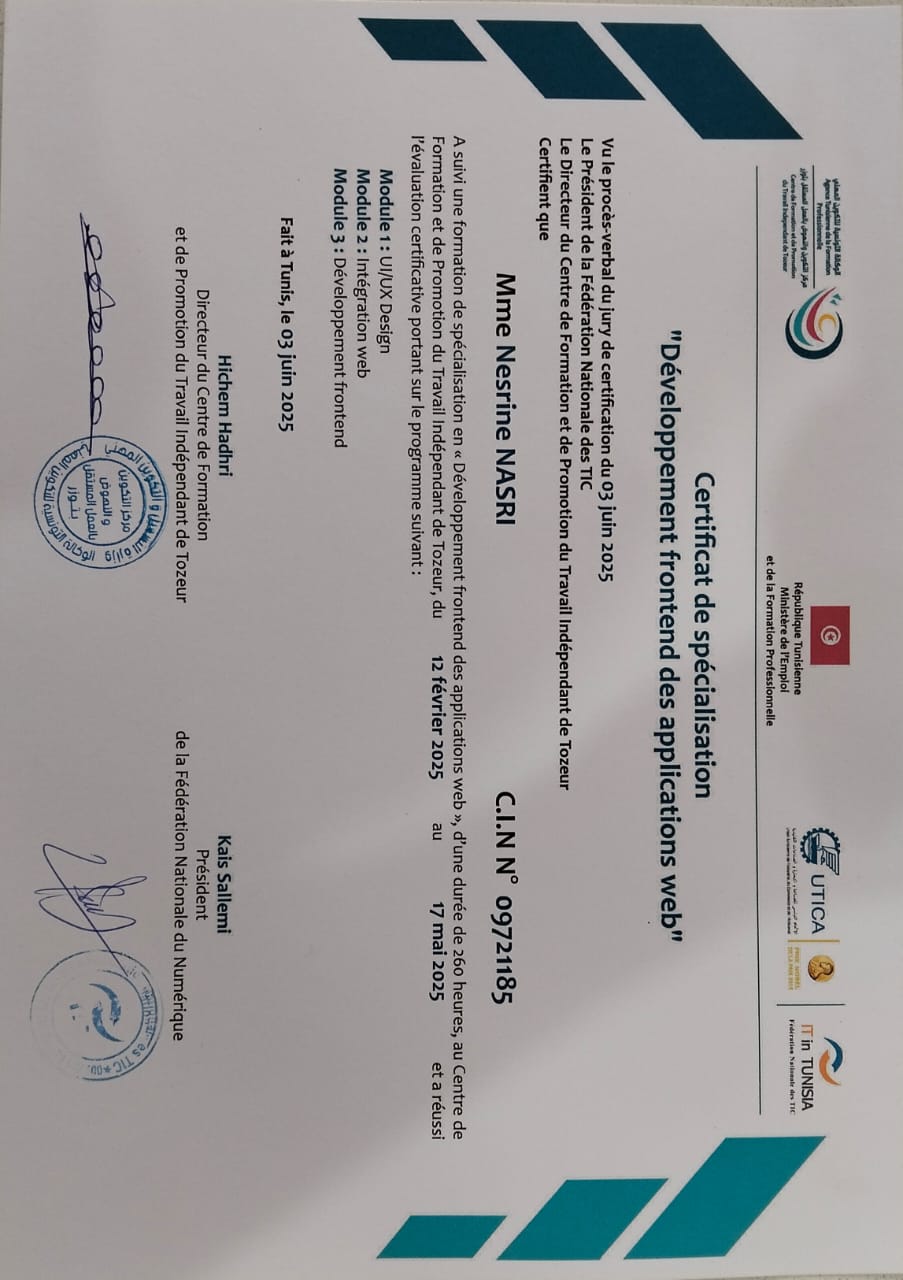 الوكالة التونسية للتكوين المهني
Agence Tunisienne de la Formation
Professionnelle
مركز التكوين والنهوض بالعمل المستقل بتوزر
Centre de Formation et de Promotion
du Travail Independant de Tozeur
République Tunisienne
Ministère de l'Emploi
et de la Formation Professionnelle
UTICA
الاتحاد التونسي للصناعة و التجارة و الصناعات التقليدية
PRIX NOBEL
DE LA PAIX 2015
IT in TUNISIA
Fédération Nationale des TIC
Certificat de spécialisation
"Développement frontend des applications web"
Vu le procès-verbal du jury de certification du 03 juin 2025
Le Président de la Fédération Nationale des TIC
Le Directeur du Centre de Formation et de Promotion du Travail Indépendant de Tozeur
Certifient que
Mme Nesrine NASRI C.I.N N° 09721185
A suivi une formation de spécialisation en « Développement frontend des applications web », d'une durée de 260 heures, au Centre de
Formation et de Promotion du Travail Indépendant de Tozeur, du 12 février 2025 au 17 mai 2025 et a réussi
l'évaluation certificative portant sur le programme suivant :
Module 1 : UI/UX Design
Module 2 : Intégration web
Module 3 : Développement frontend
Fait à Tunis, le 03 juin 2025
Hichem Hadhri
Directeur du Centre de Formation
et de Promotion du Travail Indépendant de Tozeur
Kais Sallemi
Président
de la Fédération Nationale du Numérique
وزارة التشغيل و التكوين المهني
مركز التكوين
و النهوض
بالعمل المستقل
بتوزر
الوكالة التونسية للتكوين المهني
es TIC